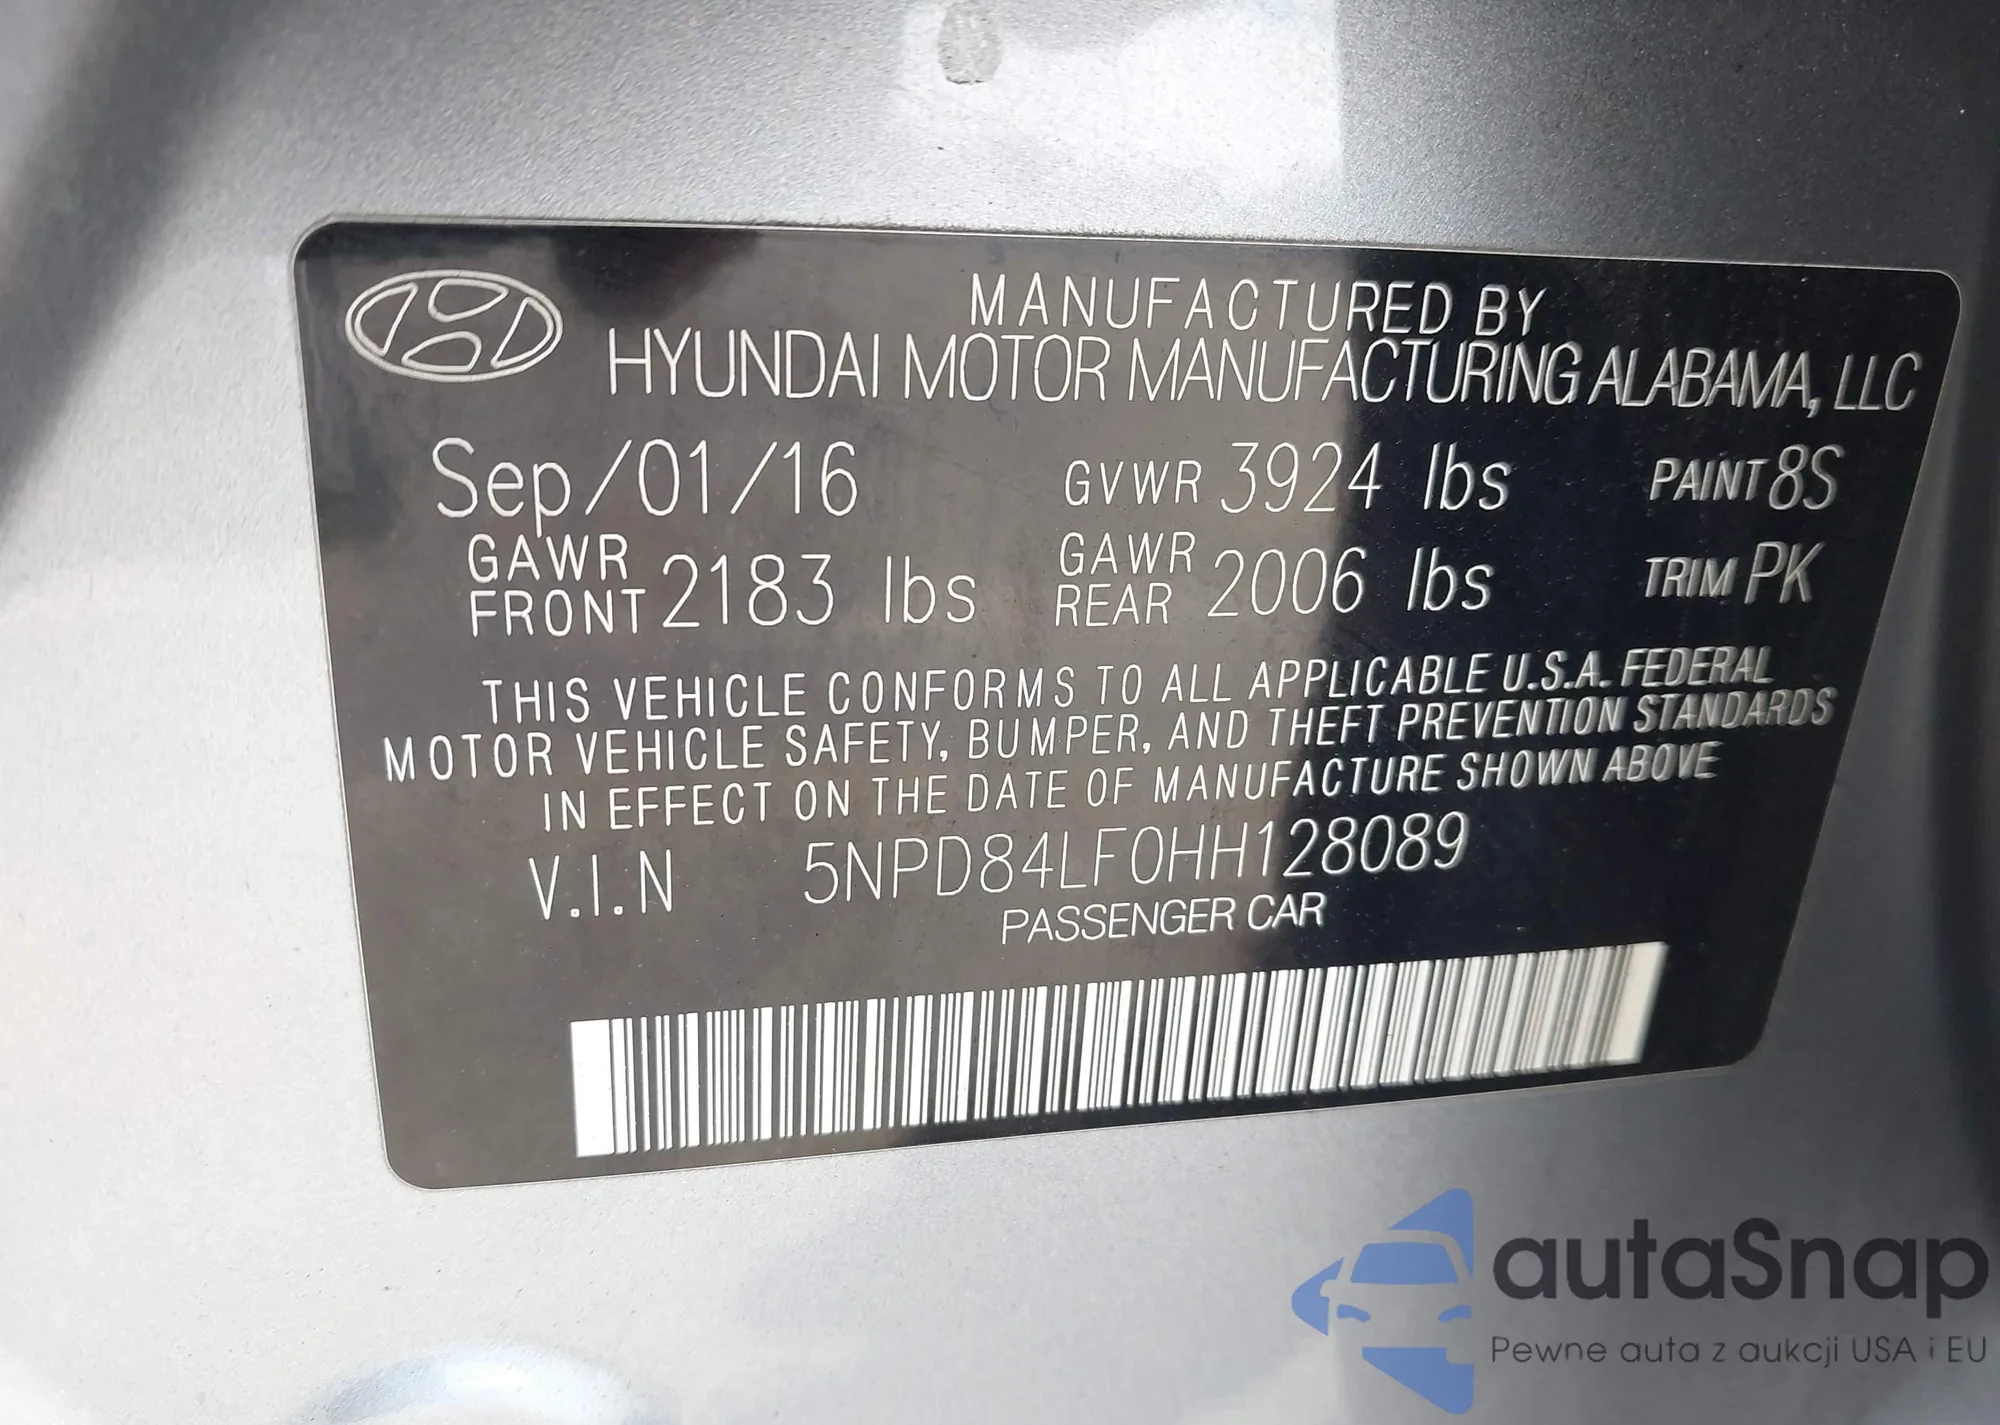 MANUFACTURED BY
HYUNDAI MOTOR MANUFACTURING ALABAMA, LLC
Sep/01/16 GVWR 3924 lbs PAINT 8S
GAWR FRONT 2183 lbs GAWR REAR 2006 lbs TRIM PK
THIS VEHICLE CONFORMS TO ALL APPLICABLE U.S.A. FEDERAL
MOTOR VEHICLE SAFETY, BUMPER, AND THEFT PREVENTION STANDARDS
IN EFFECT ON THE DATE OF MANUFACTURE SHOWN ABOVE
V.I.N 5NPD84LF0HH128089
PASSENGER CAR
autaSnap
Pewne auta z aukcji USA i EU